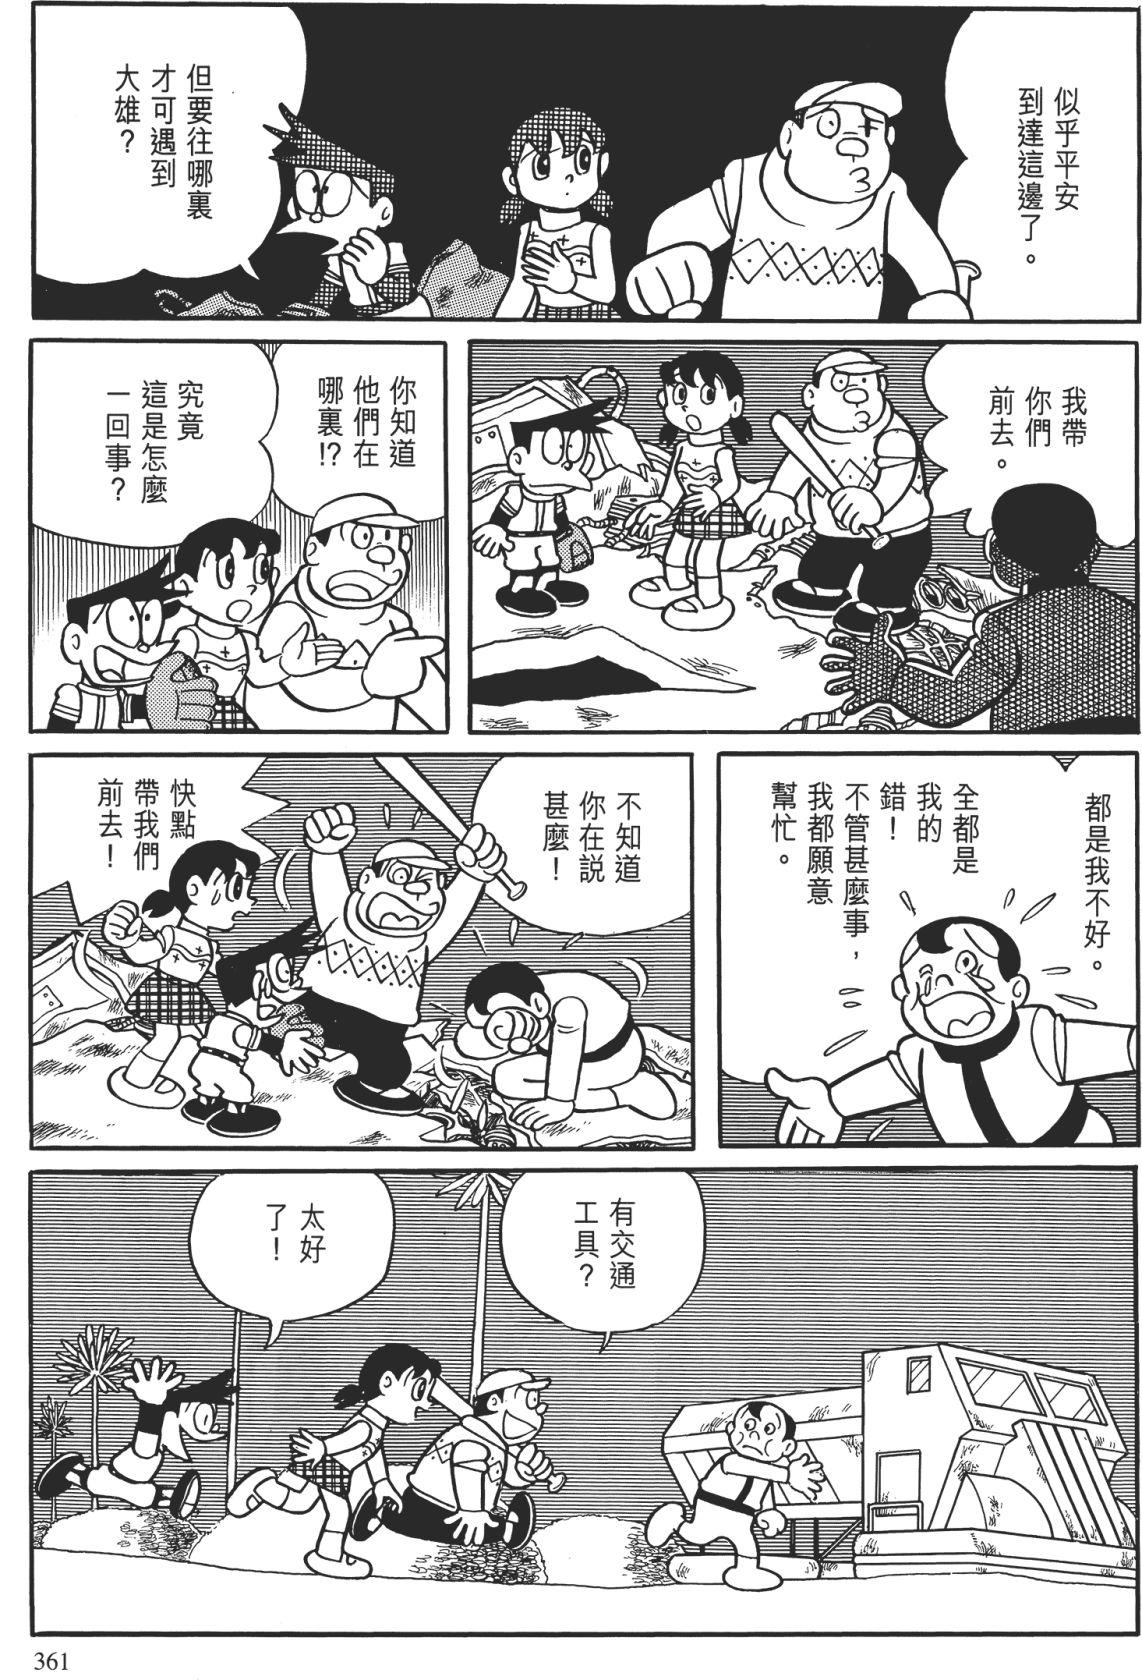 似乎平安
到達這邊了。
但要往哪裏
才可遇到
大雄？
我帶
你們
前去。
你知道
他們在
哪裏!?
究竟
這是怎麼
一回事？
都是我不好。
全都是
我的
錯！
不管甚麼事，
我都願意
幫忙。
不知道
你在説
甚麼！
快點
帶我們
前去！
有交通
工具？
太好
了！
361